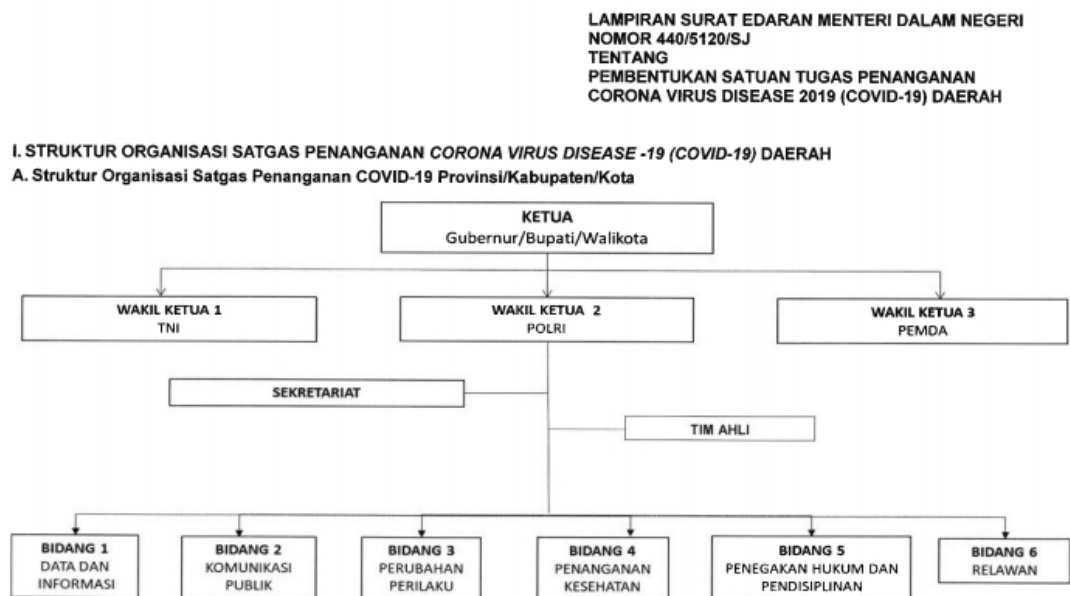 LAMPIRAN SURAT EDARAN MENTERI DALAM NEGERI
NOMOR 440/5120/SJ
TENTANG
PEMBENTUKAN SATUAN TUGAS PENANGANAN
CORONA VIRUS DISEASE 2019 (COVID-19) DAERAH
I. STRUKTUR ORGANISASI SATGAS PENANGANAN CORONA VIRUS DISEASE -19 (COVID-19) DAERAH
A. Struktur Organisasi Satgas Penanganan COVID-19 Provinsi/Kabupaten/Kota
KETUA
Gubernur/Bupati/Walikota
WAKIL KETUA 1
TNI
WAKIL KETUA 2
POLRI
WAKIL KETUA 3
PEMDA
SEKRETARIAT
TIM AHLI
BIDANG 1
DATA DAN
INFORMASI
BIDANG 2
KOMUNIKASI
PUBLIK
BIDANG 3
PERUBAHAN
PERILAKU
BIDANG 4
PENANGANAN
KESEHATAN
BIDANG 5
PENEGAKAN HUKUM DAN
PENDISIPLINAN
BIDANG 6
RELAWAN